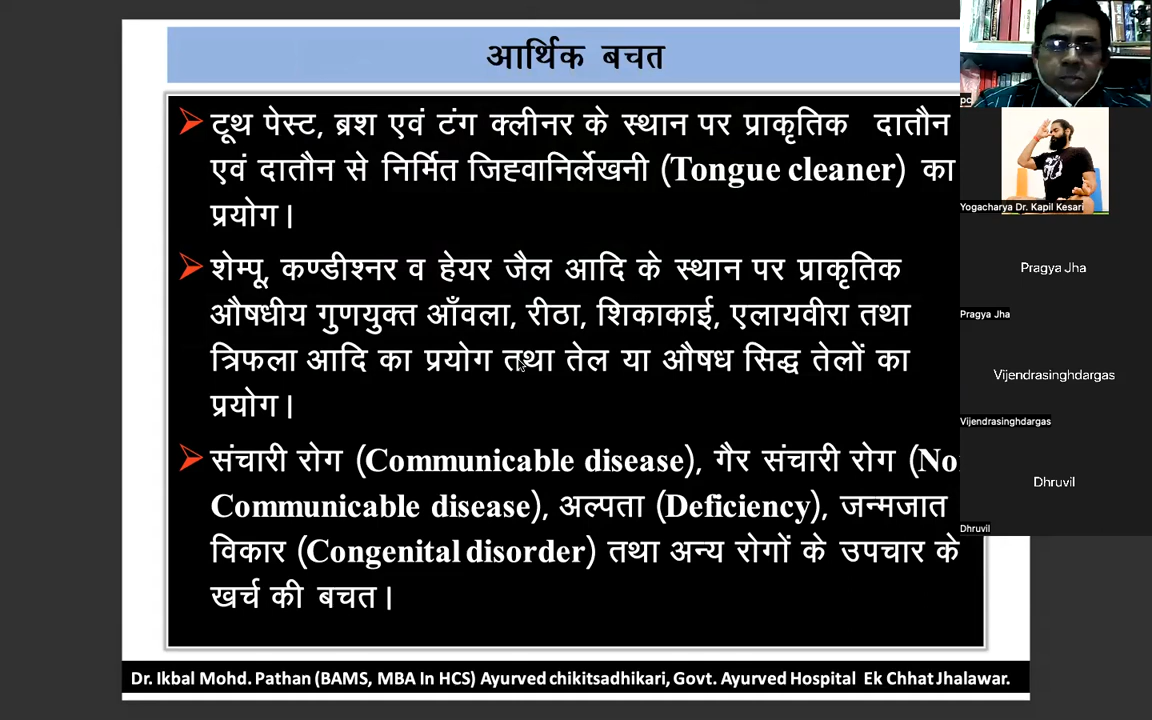 आर्थिक बचत
टूथ पेस्ट, ब्रश एवं टंग क्लीनर के स्थान पर प्राकृतिक दातौन
एवं दातौन से निर्मित जिह्वानिर्लेखनी (Tongue cleaner) का
प्रयोग।
शेम्पू, कण्डीश्नर व हेयर जैल आदि के स्थान पर प्राकृतिक
औषधीय गुणयुक्त आँवला, रीठा, शिकाकाई, एलायवीरा तथा
त्रिफला आदि का प्रयोग तथा तेल या औषध सिद्ध तेलों का
प्रयोग।
संचारी रोग (Communicable disease), गैर संचारी रोग
Communicable disease), अल्पता (Deficiency), जन्मजात
विकार (Congenital disorder) तथा अन्य रोगों के उपचार के
खर्च की बचत।
Dr. Ikbal Mohd. Pathan (BAMS, MBA In HCS) Ayurved chikitsadhikari, Govt. Ayurved Hospital Ek Chhat Jhalawar.
pc
Yogacharya Dr. Kapil Kesari
Pragya Jha
Pragya Jha
Vijendrasinghdargas
Vijendrasinghdargas
Dhruvil
Dhruvil